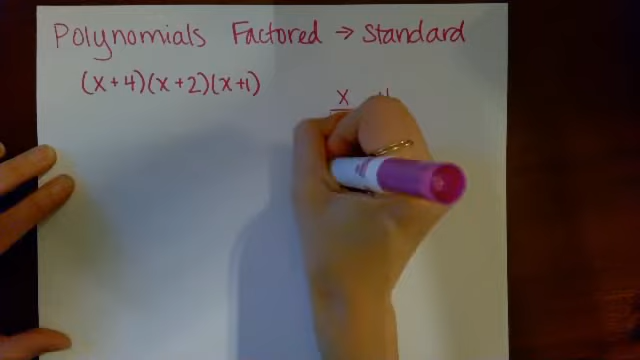 Polynomials Factored → Standard
(x+4)(x+2)(x+1)
x